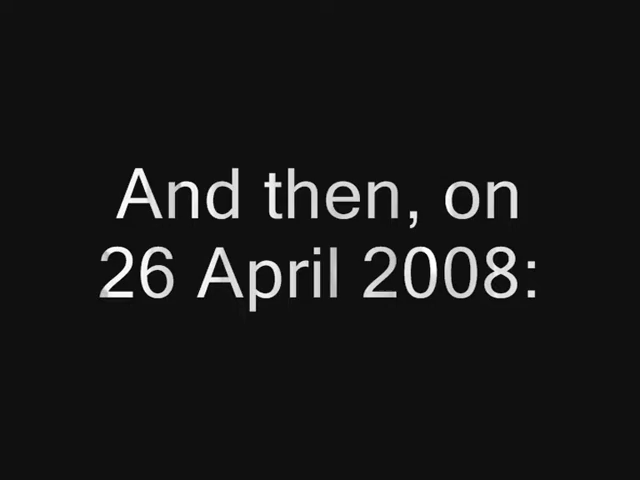 And then, on
26 April 2008: